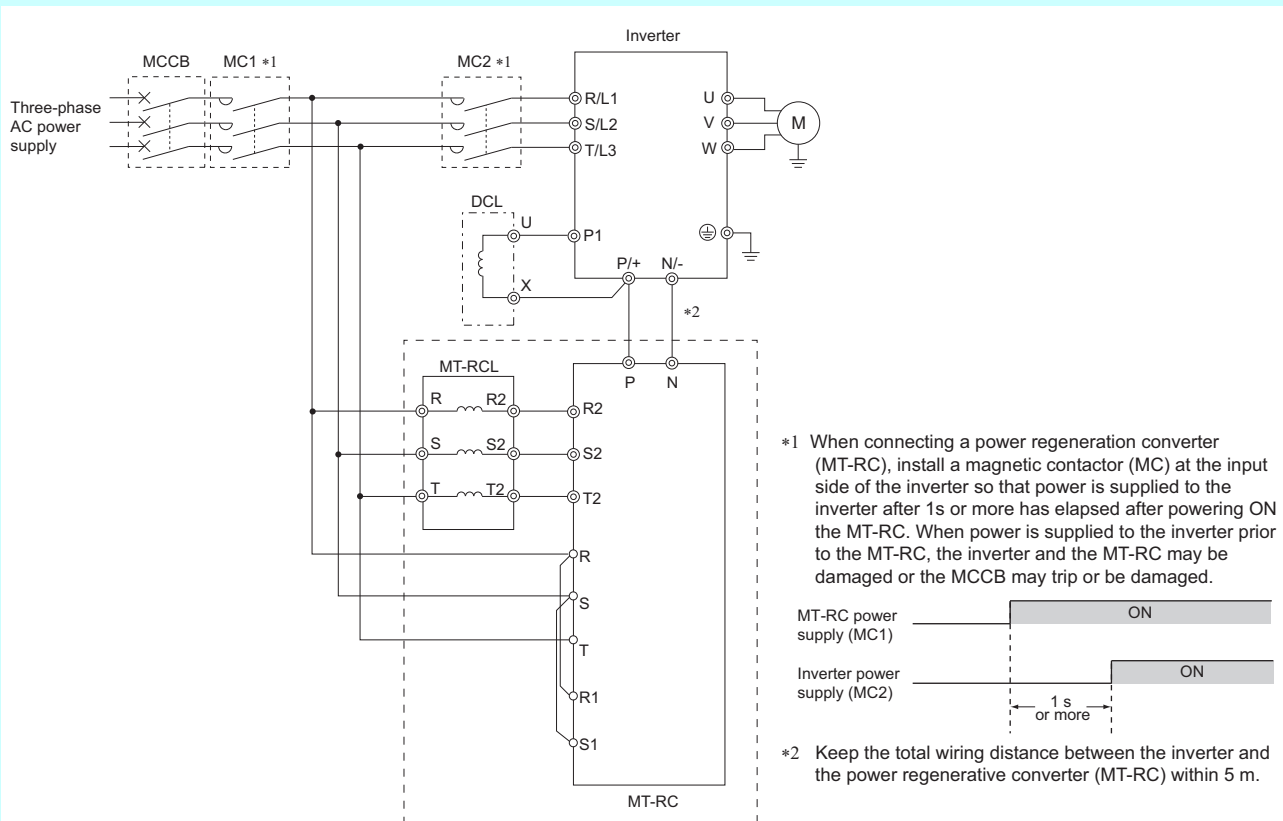 Inverter
MCCB
MC1 *1
MC2 *1
Three-phase
AC power
supply
R/L1
S/L2
T/L3
U
V
W
M
DCL
U
X
P1
P/+
N/-
*2
MT-RCL
P
N
R
R2
R2
S
S2
S2
T
T2
T2
R
S
T
R1
S1
MT-RC
*1 When connecting a power regeneration converter
(MT-RC), install a magnetic contactor (MC) at the input
side of the inverter so that power is supplied to the
inverter after 1s or more has elapsed after powering ON
the MT-RC. When power is supplied to the inverter prior
to the MT-RC, the inverter and the MT-RC may be
damaged or the MCCB may trip or be damaged.
MT-RC power
supply (MC1)
ON
Inverter power
supply (MC2)
ON
1 s
or more
*2 Keep the total wiring distance between the inverter and
the power regenerative converter (MT-RC) within 5 m.